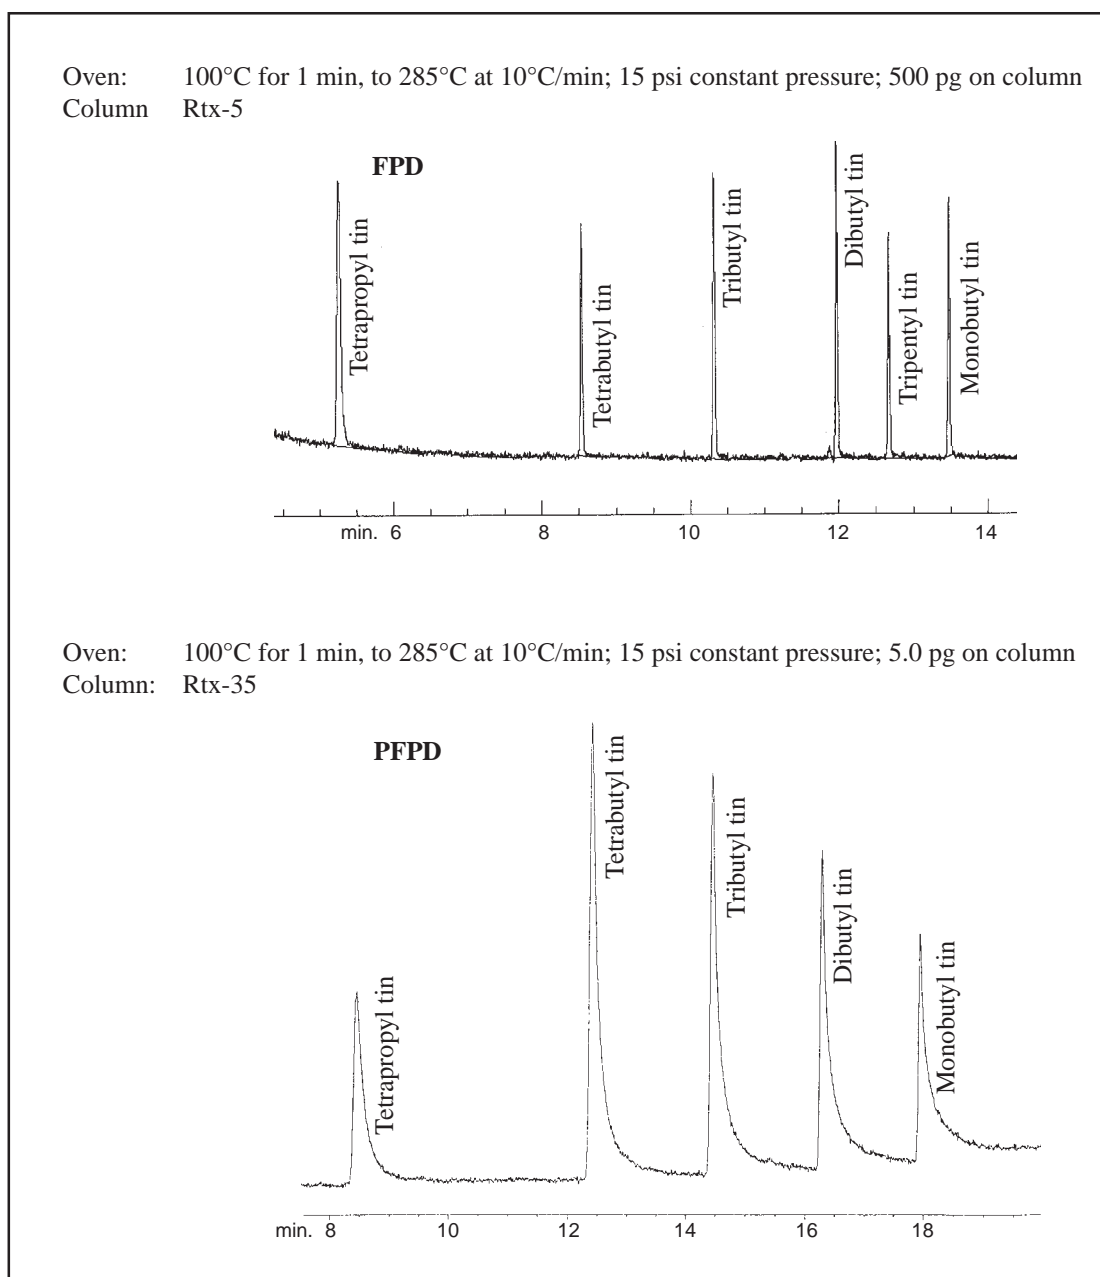 Oven: 100°C for 1 min, to 285°C at 10°C/min; 15 psi constant pressure; 500 pg on column
Column Rtx-5
FPD
Tetrapropyl tin
Tetrabutyl tin
Tributyl tin
Dibutyl tin
Tripentyl tin
Monobutyl tin
min. 6 8 10 12 14
Oven: 100°C for 1 min, to 285°C at 10°C/min; 15 psi constant pressure; 5.0 pg on column
Column: Rtx-35
PFPD
Tetrapropyl tin
Tetrabutyl tin
Tributyl tin
Dibutyl tin
Monobutyl tin
min. 8 10 12 14 16 18